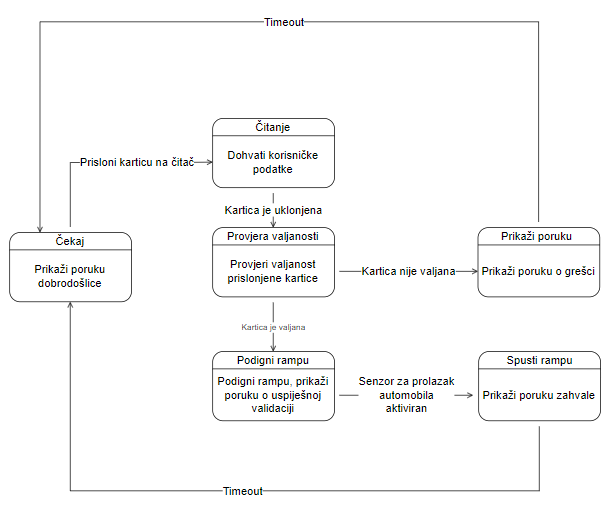 Timeout
Čitanje
Dohvati korisničke
podatke
Prisloni karticu na čitač
Kartica je uklonjena
Čekaj
Prikaži poruku
dobrodošlice
Provjera valjanosti
Provjeri valjanost
prislonjene kartice
Kartica nije valjana
Prikaži poruku
Prikaži poruku o grešci
Kartica je valjana
Podigni rampu
Podigni rampu, prikaži
poruku o uspiješnoj
validaciji
Senzor za prolazak
automobila
aktiviran
Spusti rampu
Prikaži poruku zahvale
Timeout